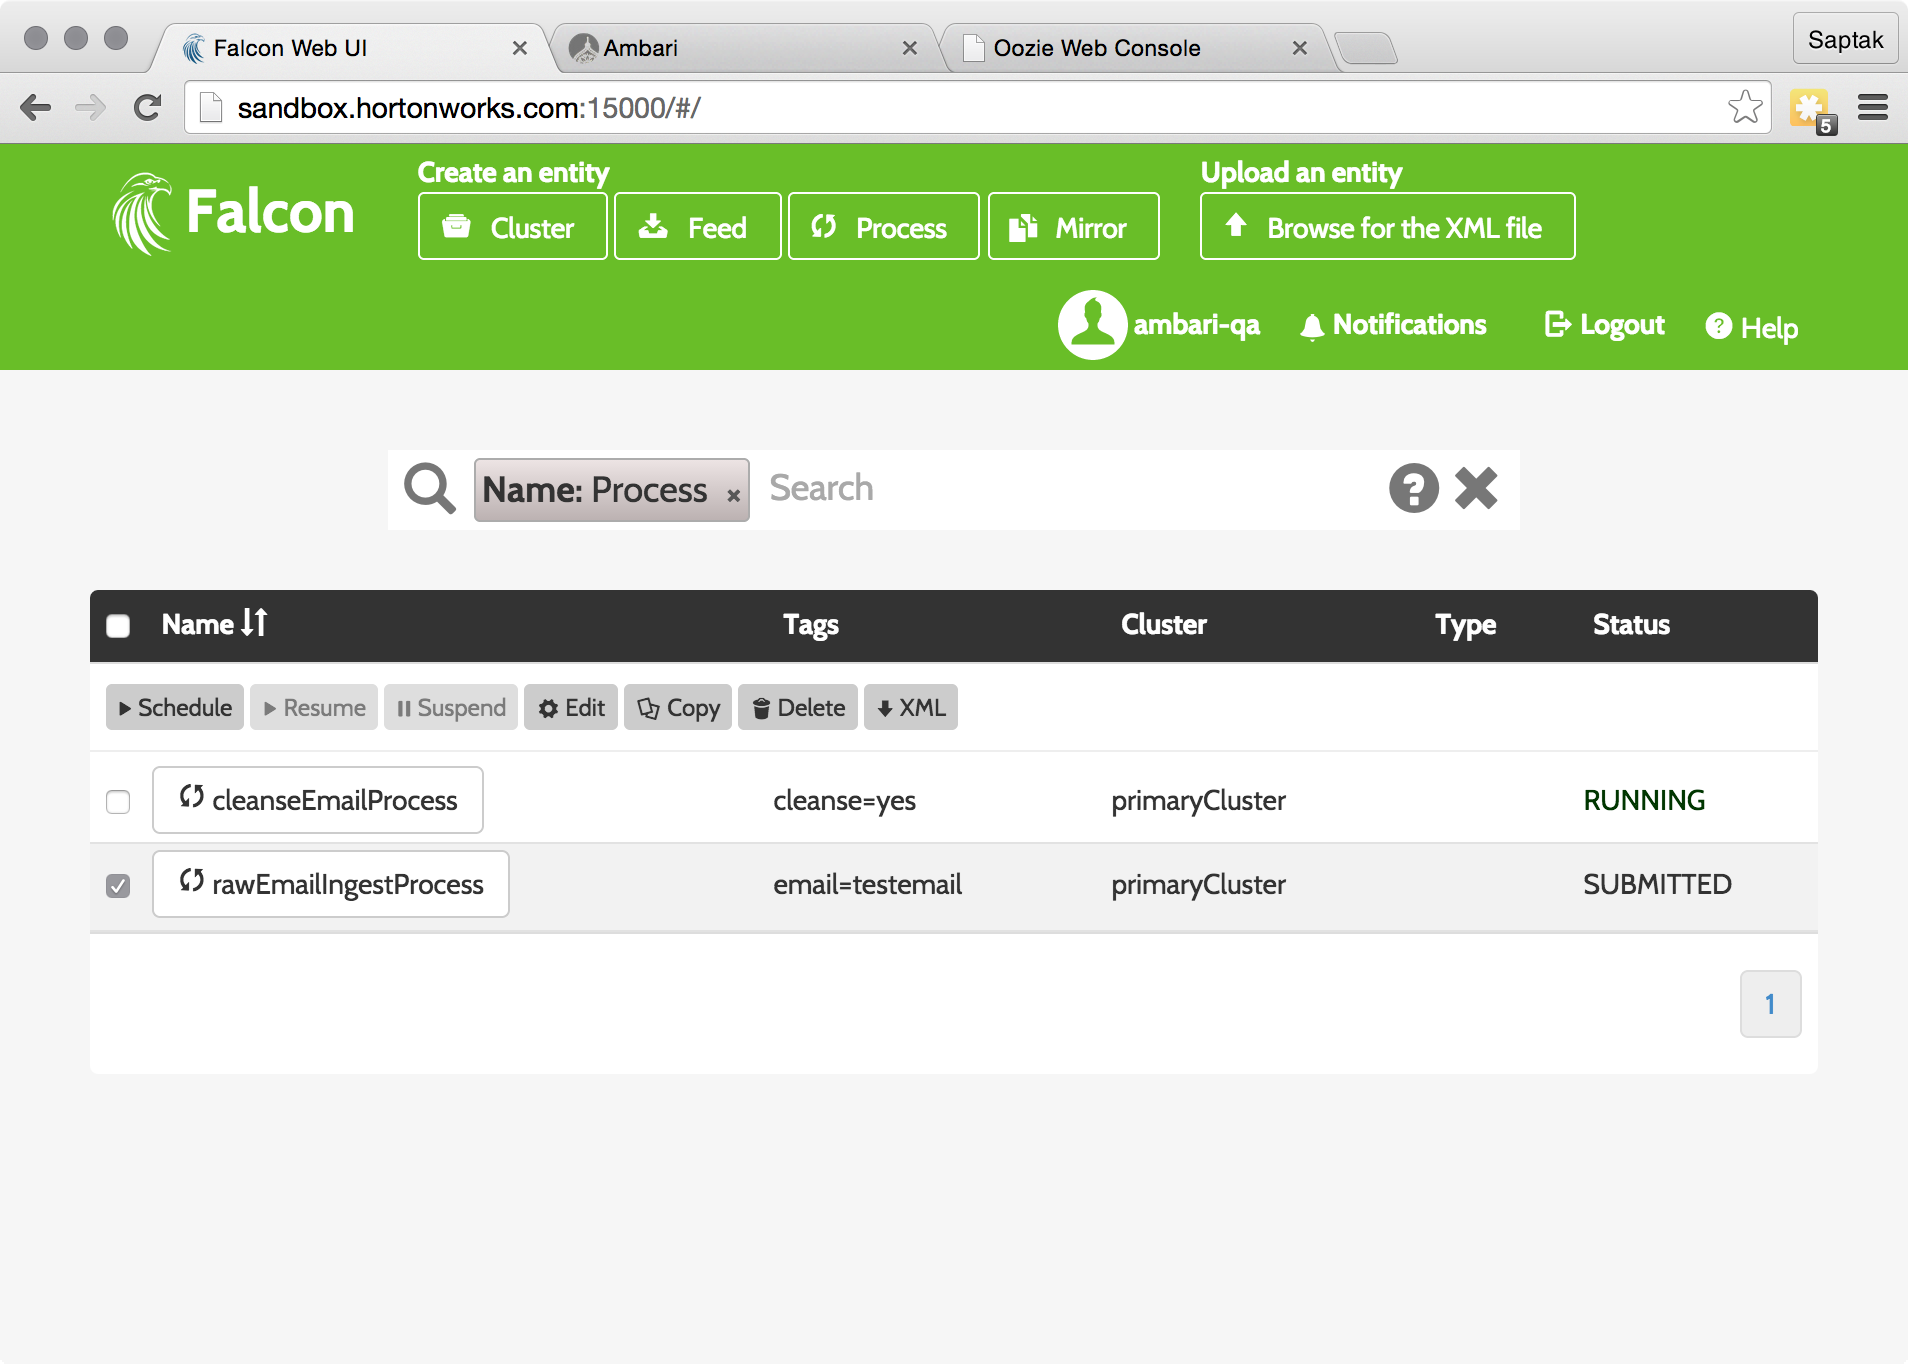 Falcon Web UI
Ambari
Oozie Web Console
Saptak
sandbox.hortonworks.com:15000/#/
5
Falcon
Create an entity
Cluster
Feed
Process
Mirror
Upload an entity
Browse for the XML file
ambari-qa
Notifications
Logout
? Help
Name: Process ×
Search
?
Name
Tags
Cluster
Type
Status
Schedule
Resume
Suspend
Edit
Copy
Delete
XML
cleanseEmailProcess
cleanse=yes
primaryCluster
RUNNING
rawEmailIngestProcess
email=testemail
primaryCluster
SUBMITTED
1